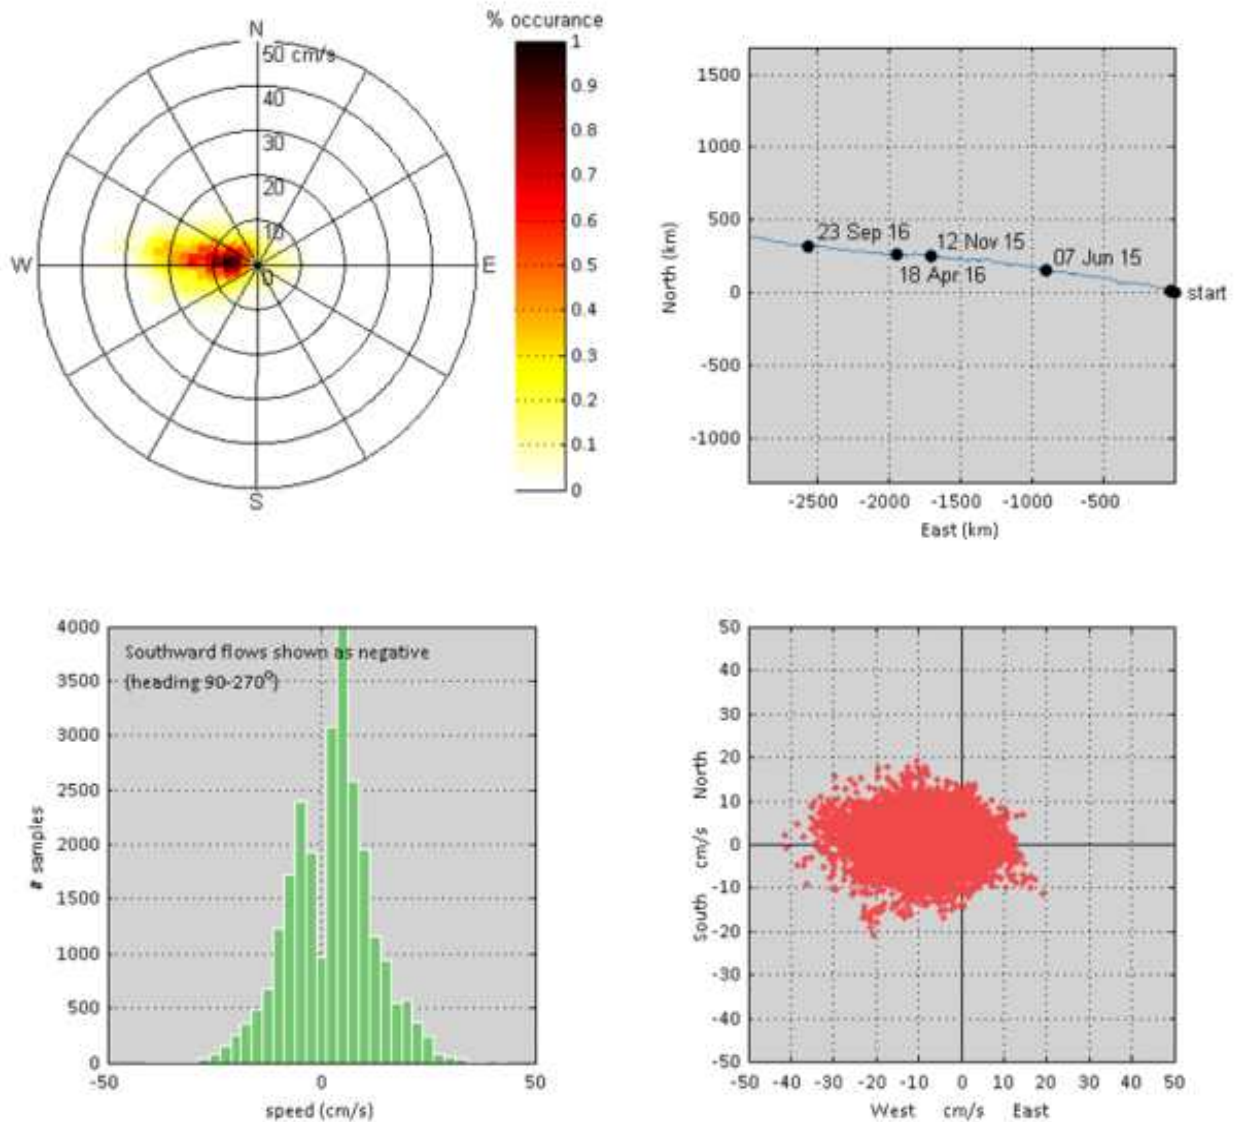 % occurance
N
50 cm/s
40
30
20
10
0
W
E
S
1
0.9
0.8
0.7
0.6
0.5
0.4
0.3
0.2
0.1
0
1500
1000
500
0
-500
-1000
North (km)
23 Sep 16
12 Nov 15
07 Jun 15
18 Apr 16
start
-2500 -2000 -1500 -1000 -500
East (km)
4000
3500
3000
2500
2000
1500
1000
500
0
# samples
Southward flows shown as negative
(heading 90-270°)
-50 0 50
speed (cm/s)
50
40
30
20
10
0
-10
-20
-30
-40
-50
South cm/s North
-50 -40 -30 -20 -10 0 10 20 30 40 50
West cm/s East